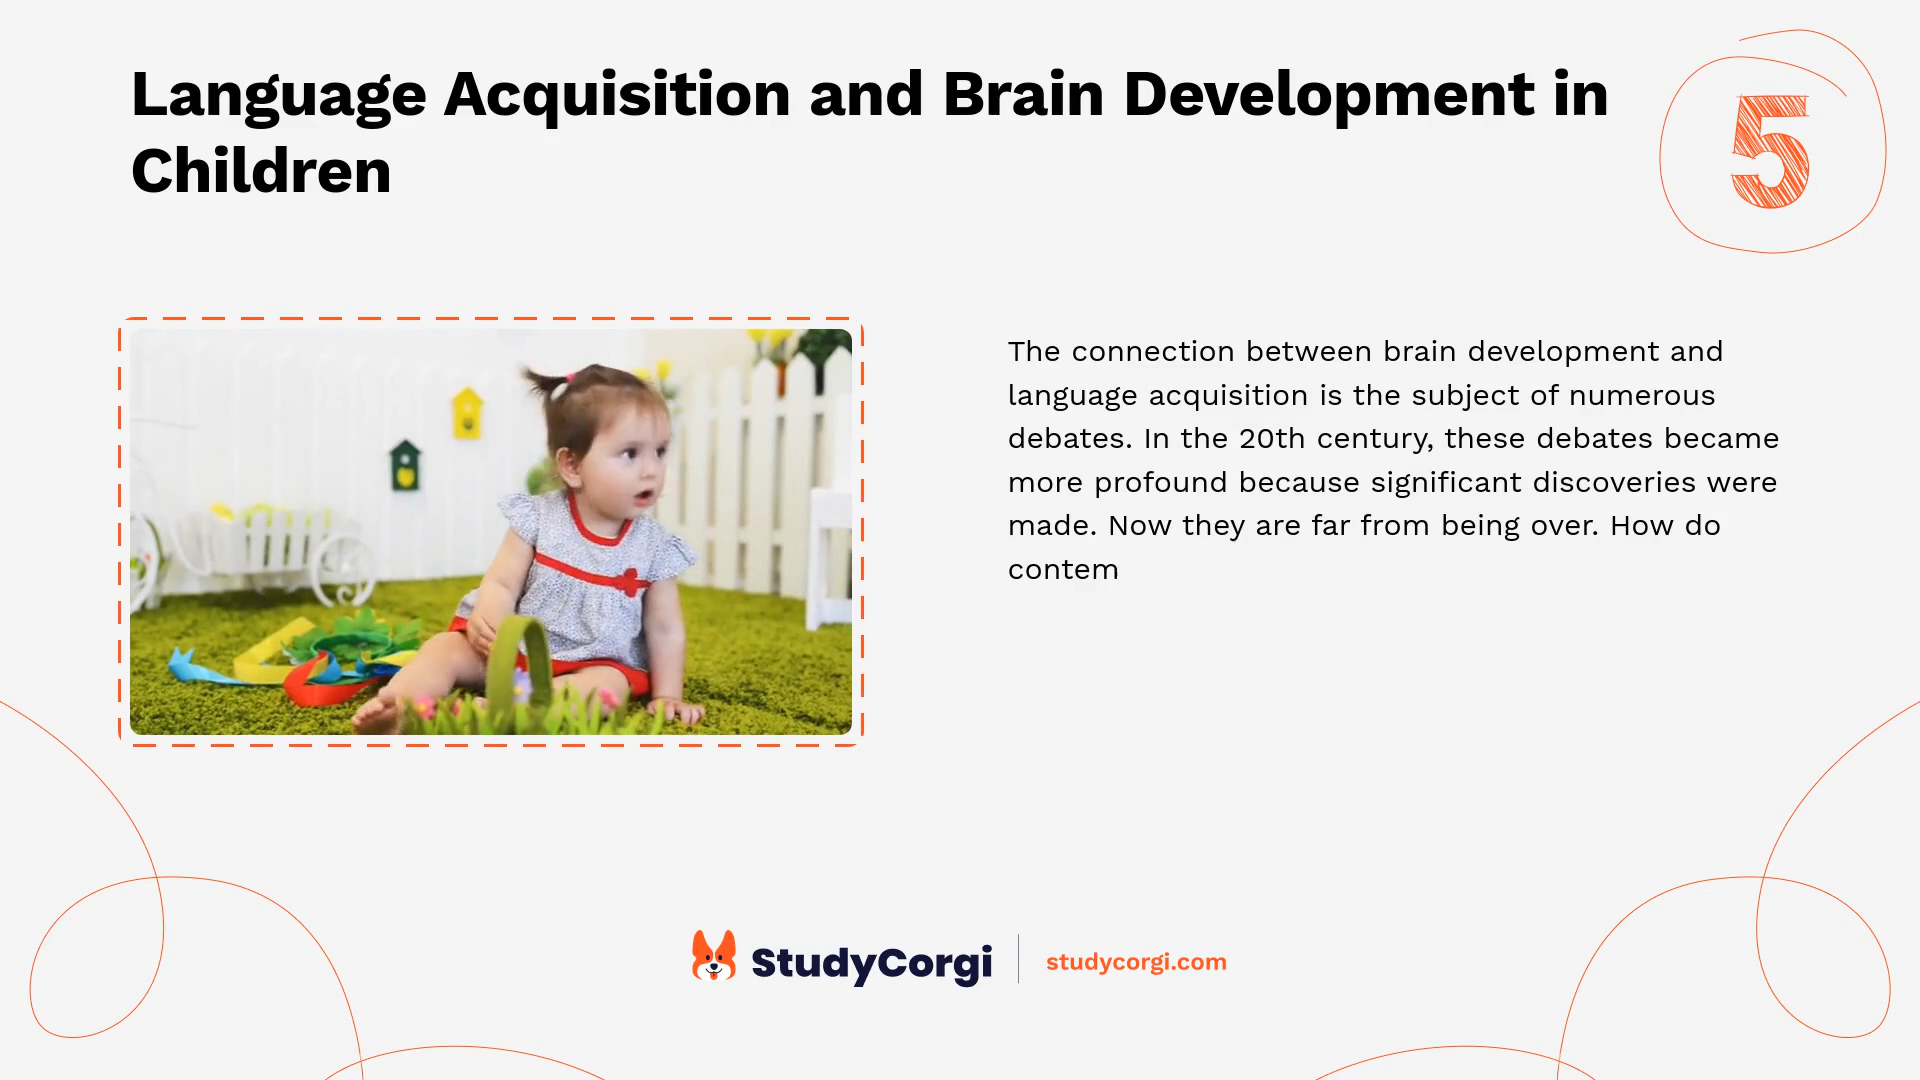 Language Acquisition and Brain Development in
Children
5
The connection between brain development and
language acquisition is the subject of numerous
debates. In the 20th century, these debates became
more profound because significant discoveries were
made. Now they are far from being over. How do
contem
StudyCorgi
studycorgi.com